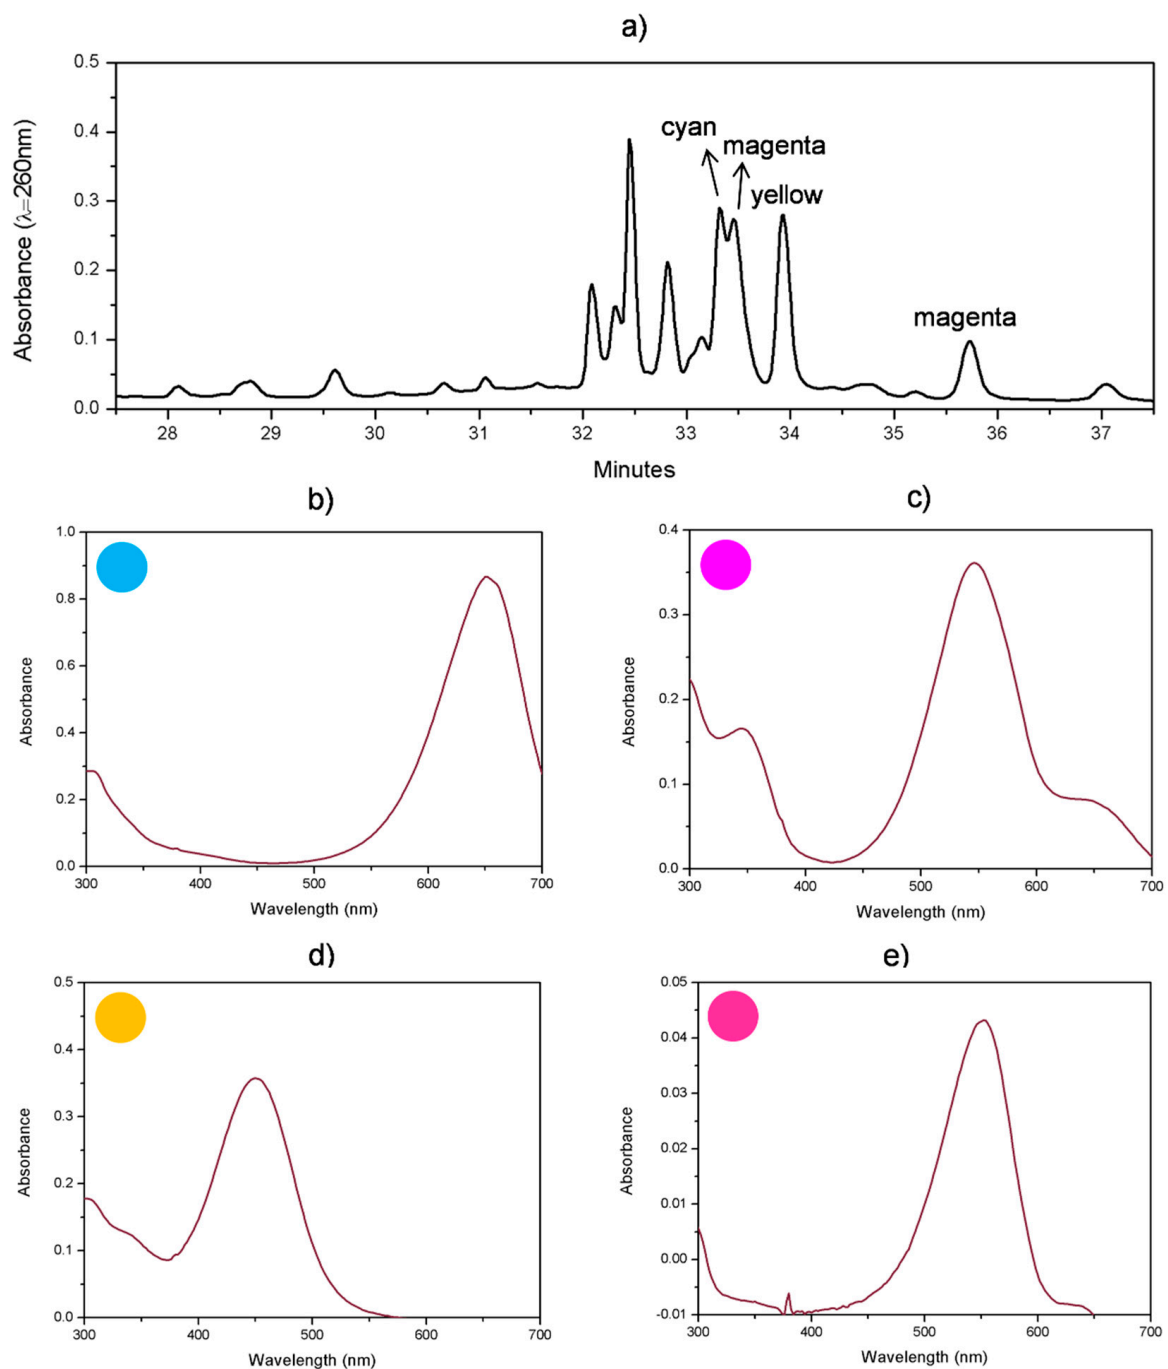 a)
Absorbance (λ=260nm)
0.5
0.4
0.3
0.2
0.1
0.0
cyan
magenta
yellow
magenta
28 29 30 31 32 33 34 35 36 37
Minutes
b)
Absorbance
1.0
0.8
0.6
0.4
0.2
0.0
300 400 500 600 700
Wavelength (nm)
c)
Absorbance
0.4
0.3
0.2
0.1
0.0
300 400 500 600 700
Wavelength (nm)
d)
Absorbance
0.5
0.4
0.3
0.2
0.1
0.0
300 400 500 600 700
Wavelength (nm)
e)
Absorbance
0.05
0.04
0.03
0.02
0.01
0.00
-0.01
300 400 500 600 700
Wavelength (nm)